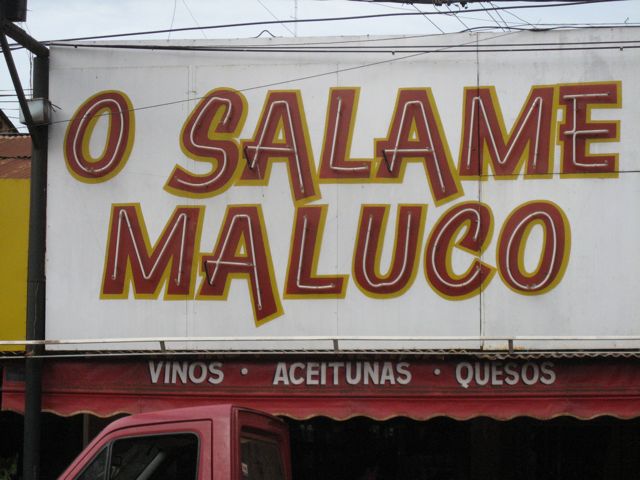 O SALAME
MALUCO
VINOS · ACEITUNAS · QUESOS